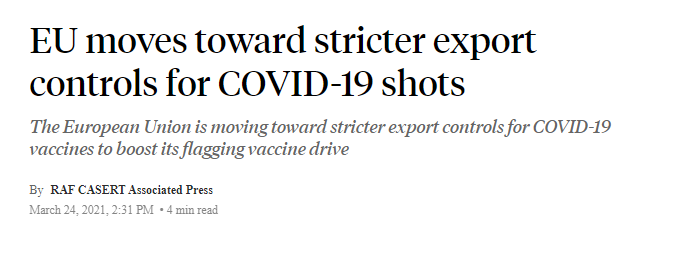 EU moves toward stricter export
controls for COVID-19 shots
The European Union is moving toward stricter export controls for COVID-19
vaccines to boost its flagging vaccine drive
By RAF CASERT Associated Press
March 24, 2021, 2:31 PM • 4 min read